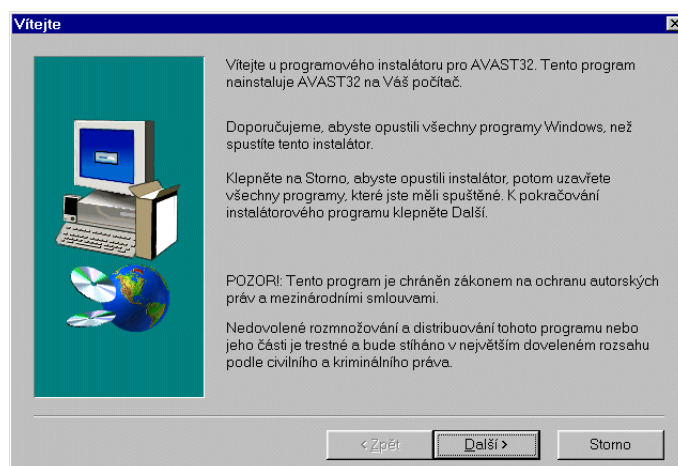 Vítejte
Vítejte u programového instalátoru pro AVAST32. Tento program
nainstaluje AVAST32 na Váš počítač.
Doporučujeme, abyste opustili všechny programy Windows, než
spustíte tento instalátor.
Klepněte na Storno, abyste opustili instalátor, potom uzavřete
všechny programy, které jste měli spuštěné. K pokračování
instalátorového programu klepněte Další.
POZOR!: Tento program je chráněn zákonem na ochranu autorských
práv a mezinárodními smlouvami.
Nedovolené rozmnožování a distribuování tohoto programu nebo
jeho části je trestné a bude stíháno v největším doveleném rozsahu
podle civilního a kriminálního práva.
< Zpět Další > Storno